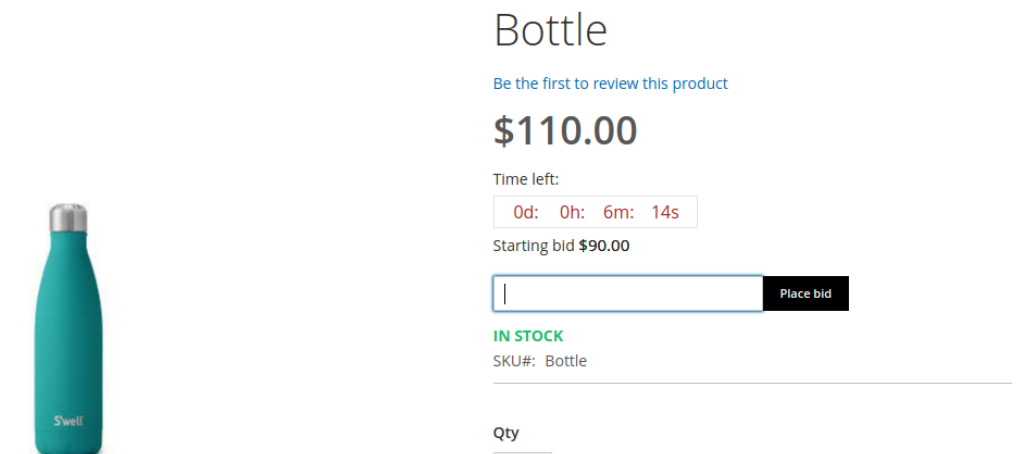 Bottle
Be the first to review this product
$110.00
Time left:
0d: 0h: 6m: 14s
Starting bid $90.00
Place bid
IN STOCK
SKU#: Bottle
S'well
Qty